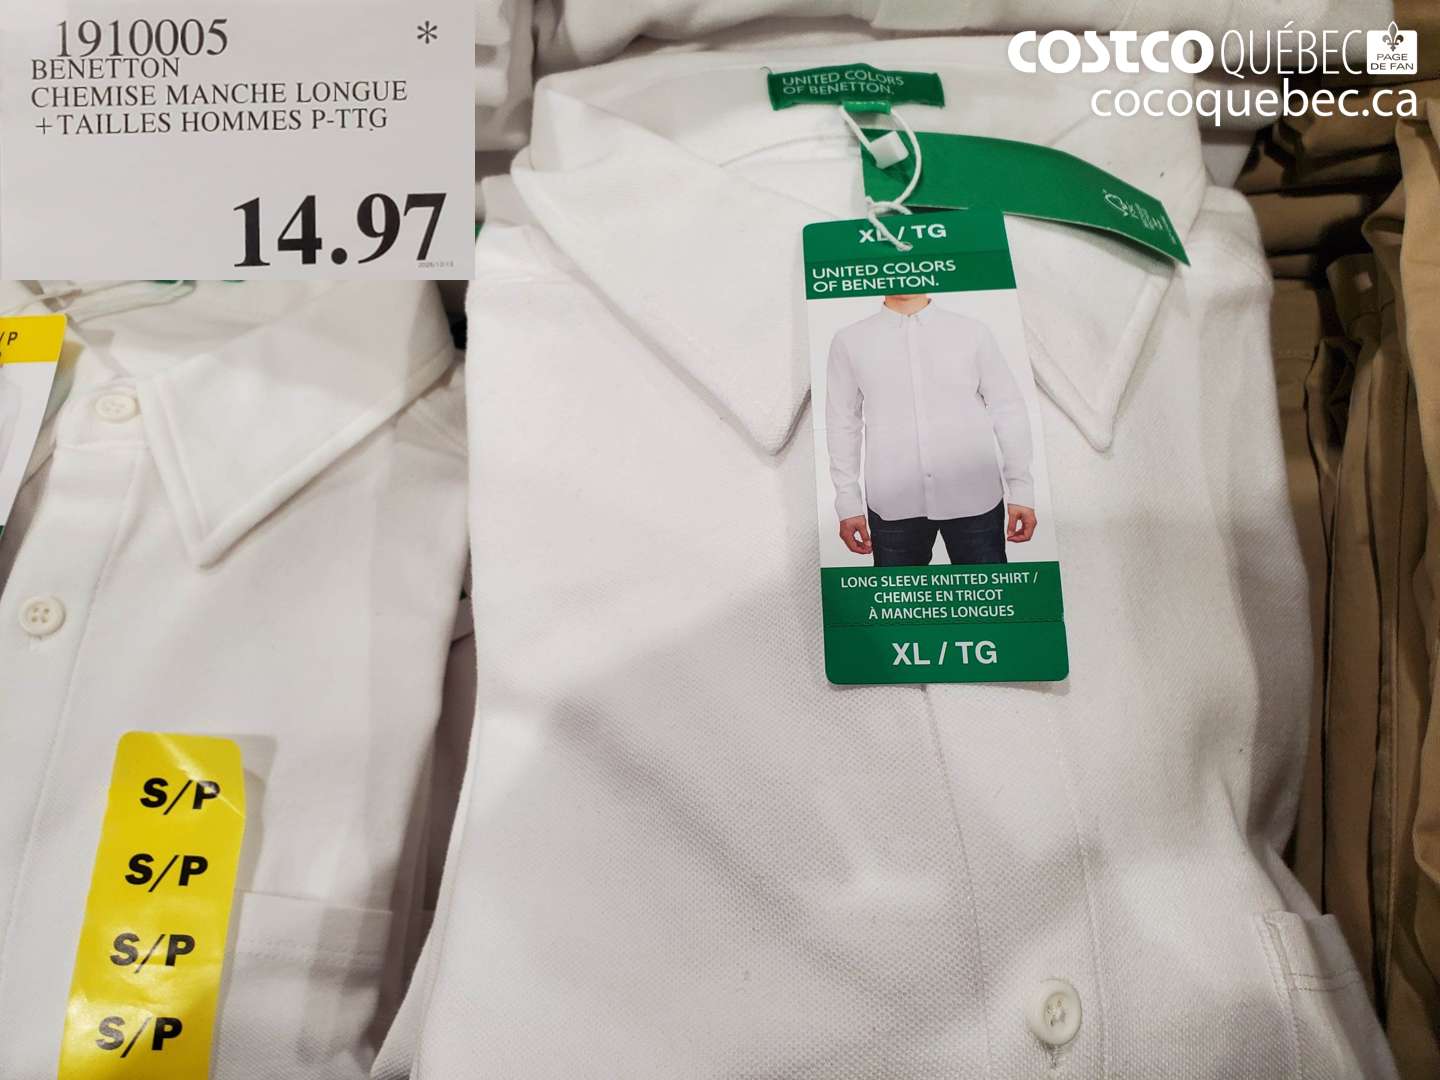 1910005 *
BENETTON
CHEMISE MANCHE LONGUE
+TAILLES HOMMES P-TTG
14.97
COSTCO QUÉBEC PAGE DE FAN
cocoquebec.ca
UNITED COLORS
OF BENETTON.
XL / TG
UNITED COLORS
OF BENETTON.
LONG SLEEVE KNITTED SHIRT /
CHEMISE EN TRICOT
À MANCHES LONGUES
XL / TG
/P
S/P
S/P
S/P
S/P